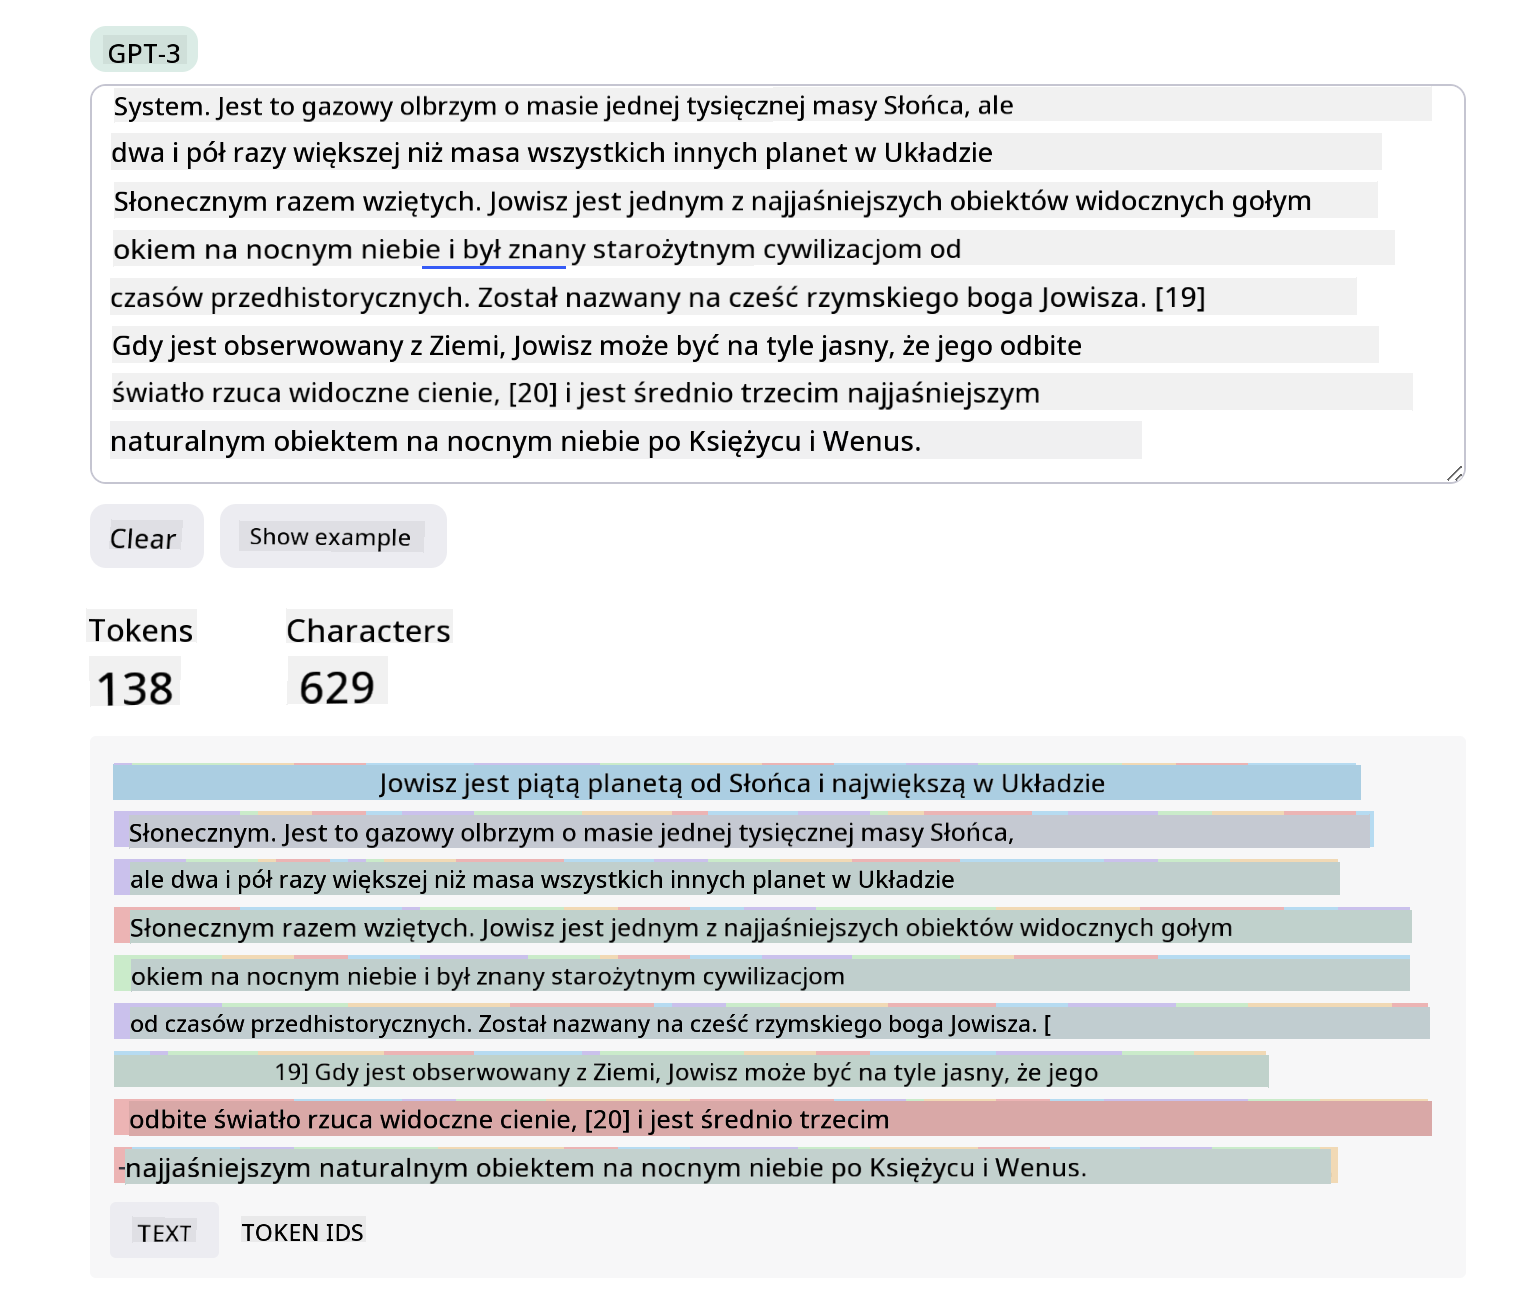 GPT-3
System. Jest to gazowy olbrzym o masie jednej tysięcznej masy Słońca, ale
dwa i pół razy większej niż masa wszystkich innych planet w Układzie
Słonecznym razem wziętych. Jowisz jest jednym z najjaśniejszych obiektów widocznych gołym
okiem na nocnym niebie i był znany starożytnym cywilizacjom od
czasów przedhistorycznych. Został nazwany na cześć rzymskiego boga Jowisza. [19]
Gdy jest obserwowany z Ziemi, Jowisz może być na tyle jasny, że jego odbite
światło rzuca widoczne cienie, [20] i jest średnio trzecim najjaśniejszym
naturalnym obiektem na nocnym niebie po Księżycu i Wenus.
Clear Show example
Tokens Characters
138 629
Jowisz jest piątą planetą od Słońca i największą w Układzie
Słonecznym. Jest to gazowy olbrzym o masie jednej tysięcznej masy Słońca,
ale dwa i pół razy większej niż masa wszystkich innych planet w Układzie
Słonecznym razem wziętych. Jowisz jest jednym z najjaśniejszych obiektów widocznych gołym
okiem na nocnym niebie i był znany starożytnym cywilizacjom
od czasów przedhistorycznych. Został nazwany na cześć rzymskiego boga Jowisza. [
19] Gdy jest obserwowany z Ziemi, Jowisz może być na tyle jasny, że jego
odbite światło rzuca widoczne cienie, [20] i jest średnio trzecim
-najjaśniejszym naturalnym obiektem na nocnym niebie po Księżycu i Wenus.
TEXT TOKEN IDS